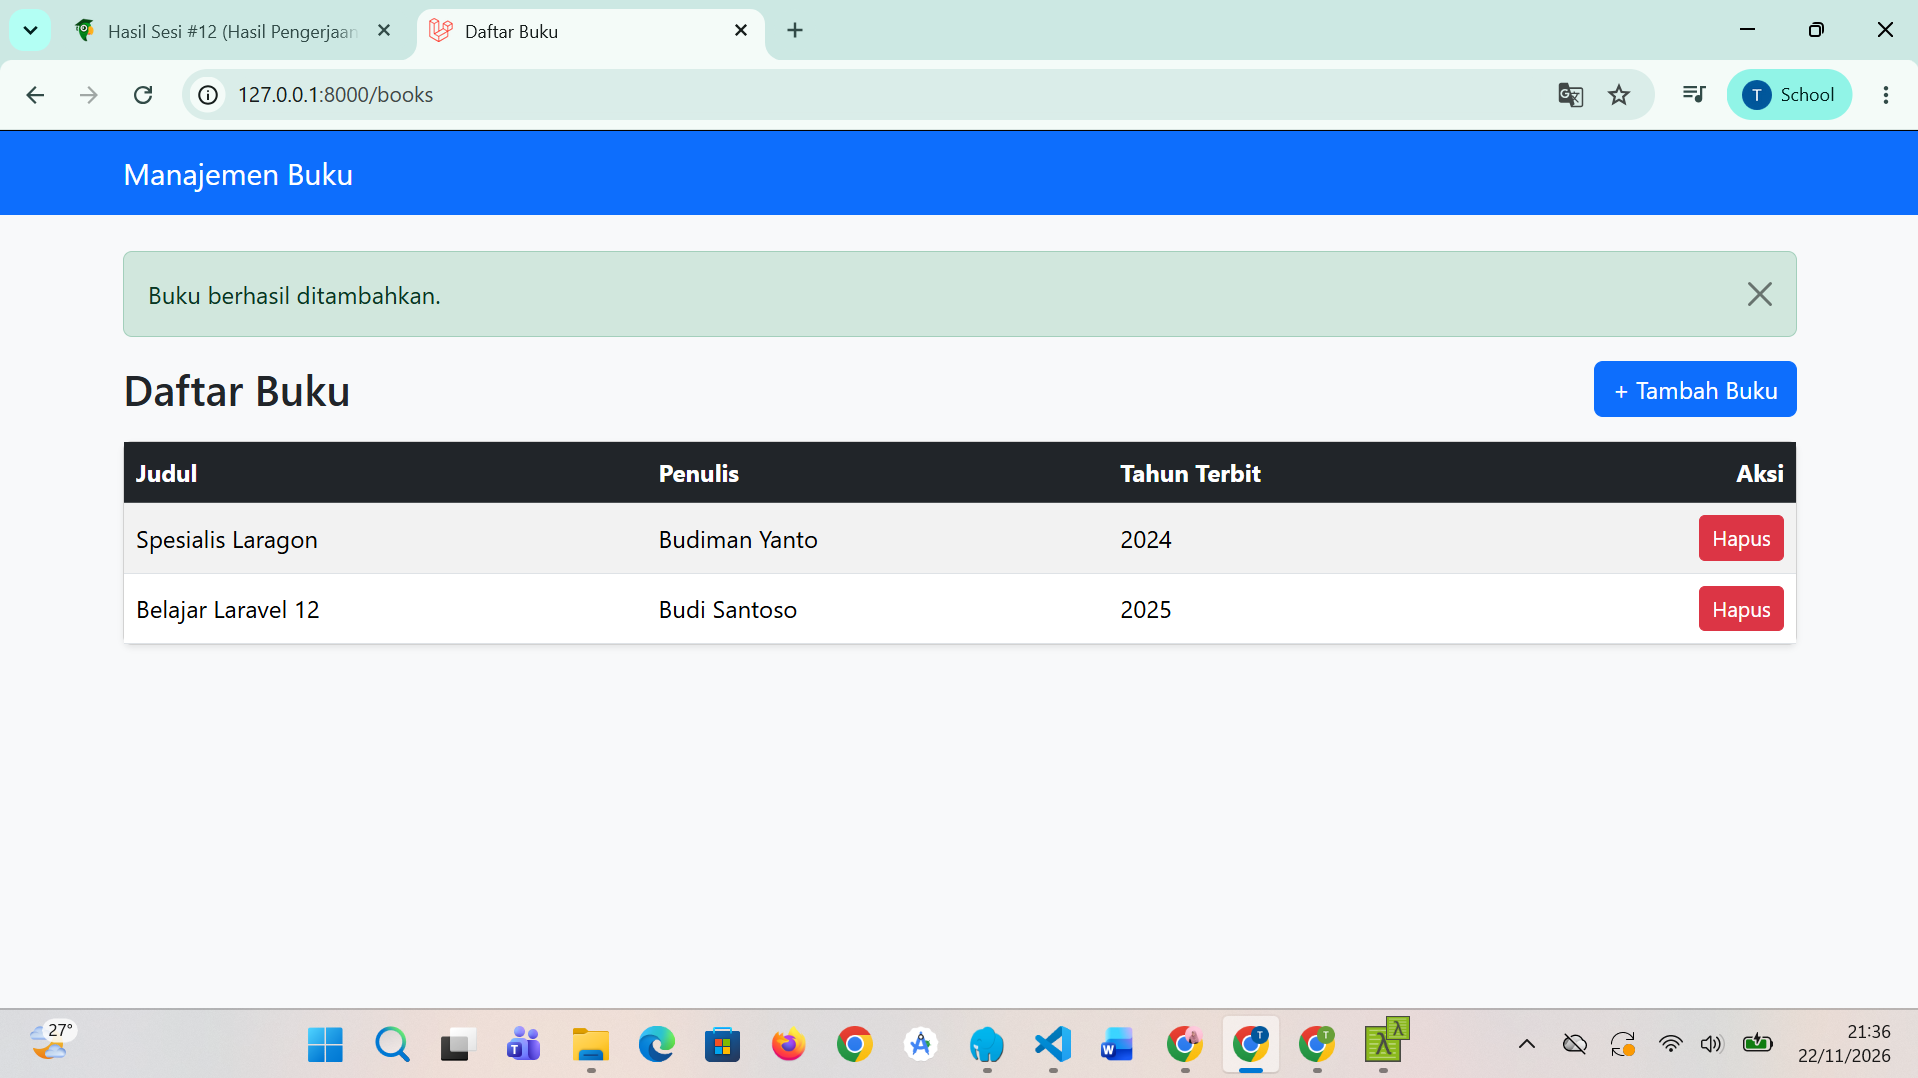 Hasil Sesi #12 (Hasil Pengerjaan
Daftar Buku
127.0.0.1:8000/books
T School
Manajemen Buku
Buku berhasil ditambahkan.
Daftar Buku
+ Tambah Buku
Judul Penulis Tahun Terbit Aksi
Spesialis Laragon Budiman Yanto 2024 Hapus
Belajar Laravel 12 Budi Santoso 2025 Hapus
27°
21:36
22/11/2026